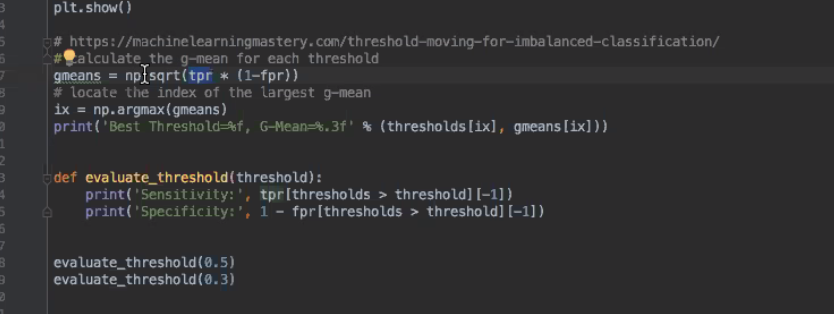 plt.show()
# https://machinelearningmastery.com/threshold-moving-for-imbalanced-classification/
# calculate the g-mean for each threshold
gmeans = np.sqrt(tpr * (1-fpr))
# locate the index of the largest g-mean
ix = np.argmax(gmeans)
print('Best Threshold=%f, G-Mean=%.3f' % (thresholds[ix], gmeans[ix]))
def evaluate_threshold(threshold):
print('Sensitivity:', tpr[thresholds > threshold][-1])
print('Specificity:', 1 - fpr[thresholds > threshold][-1])
evaluate_threshold(0.5)
evaluate_threshold(0.3)